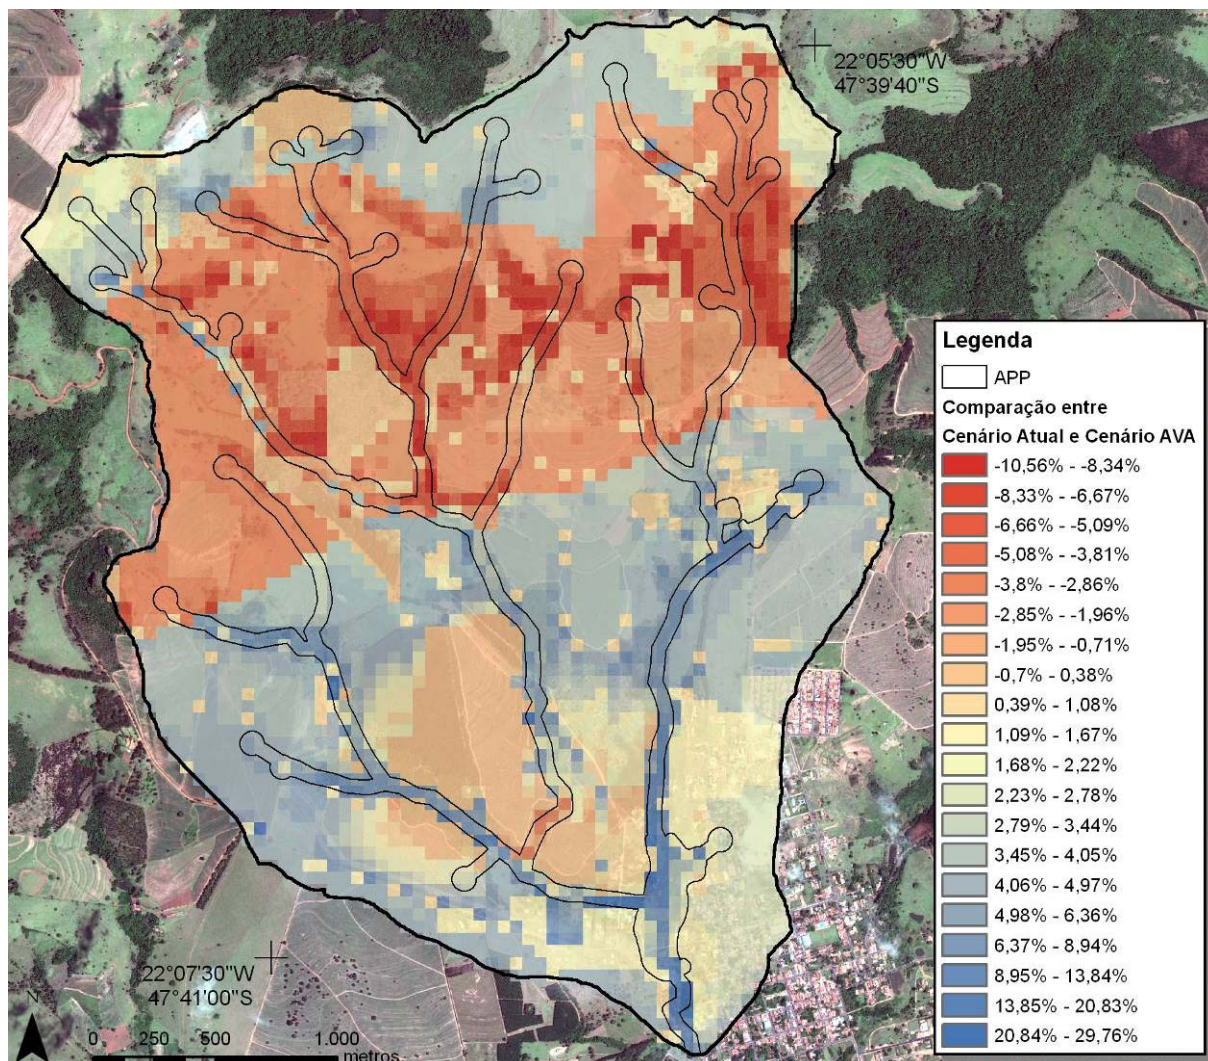 22°05'30"W
47°39'40"S
Legenda
APP
Comparação entre
Cenário Atual e Cenário AVA
-10,56% - -8,34%
-8,33% - -6,67%
-6,66% - -5,09%
-5,08% - -3,81%
-3,8% - -2,86%
-2,85% - -1,96%
-1,95% - -0,71%
-0,7% - 0,38%
0,39% - 1,08%
1,09% - 1,67%
1,68% - 2,22%
2,23% - 2,78%
2,79% - 3,44%
3,45% - 4,05%
4,06% - 4,97%
4,98% - 6,36%
6,37% - 8,94%
8,95% - 13,84%
13,85% - 20,83%
20,84% - 29,76%
22°07'30"W
47°41'00"S
N
0 250 500 1.000
metros